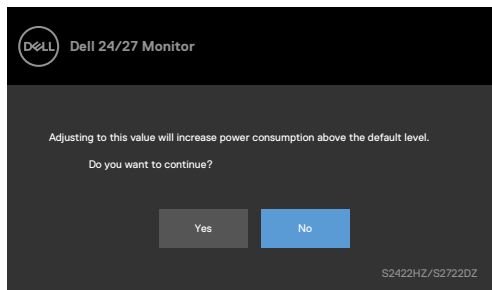 DELL
Dell 24/27 Monitor
Adjusting to this value will increase power consumption above the default level.
Do you want to continue?
Yes No
S2422HZ/S2722DZ